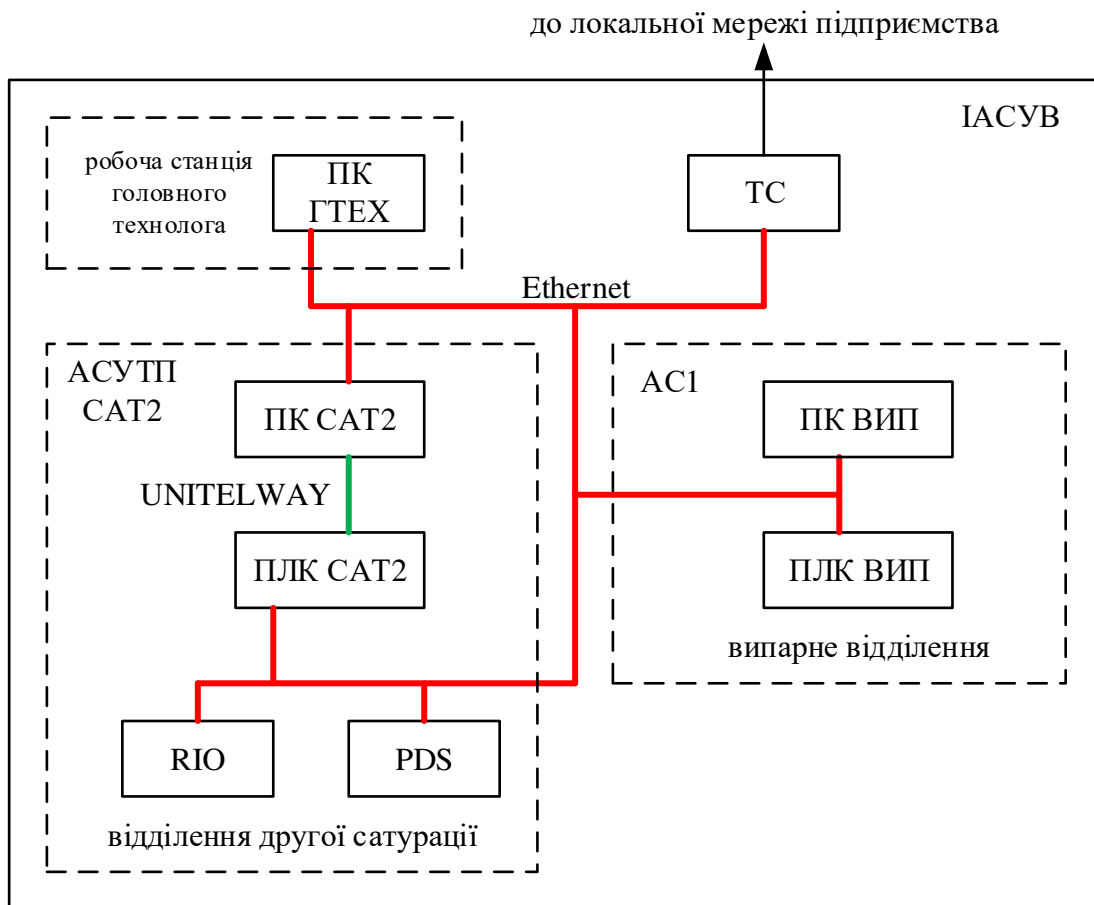 до локальної мережі підприємства
ІАСУВ
робоча станція
головного
технолога
ПК
ГТЕХ
ТС
Ethernet
АСУТП
САТ2
ПК САТ2
UNITELWAY
ПЛК САТ2
АС1
ПК ВИП
ПЛК ВИП
випарне відділення
RIO
PDS
відділення другої сатурації